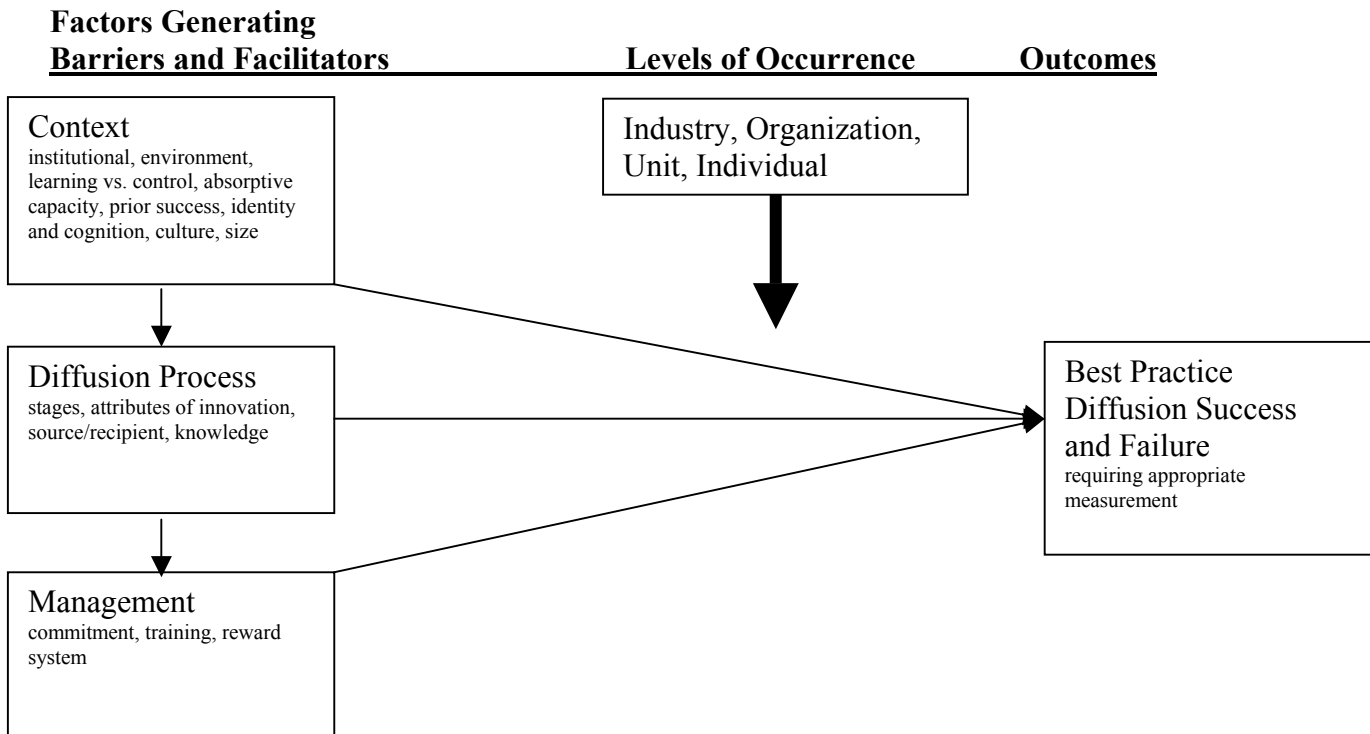 Factors Generating
Barriers and Facilitators Levels of Occurrence Outcomes
Context
institutional, environment,
learning vs. control, absorptive
capacity, prior success, identity
and cognition, culture, size
Industry, Organization,
Unit, Individual
Diffusion Process
stages, attributes of innovation,
source/recipient, knowledge
Best Practice
Diffusion Success
and Failure
requiring appropriate
measurement
Management
commitment, training, reward
system